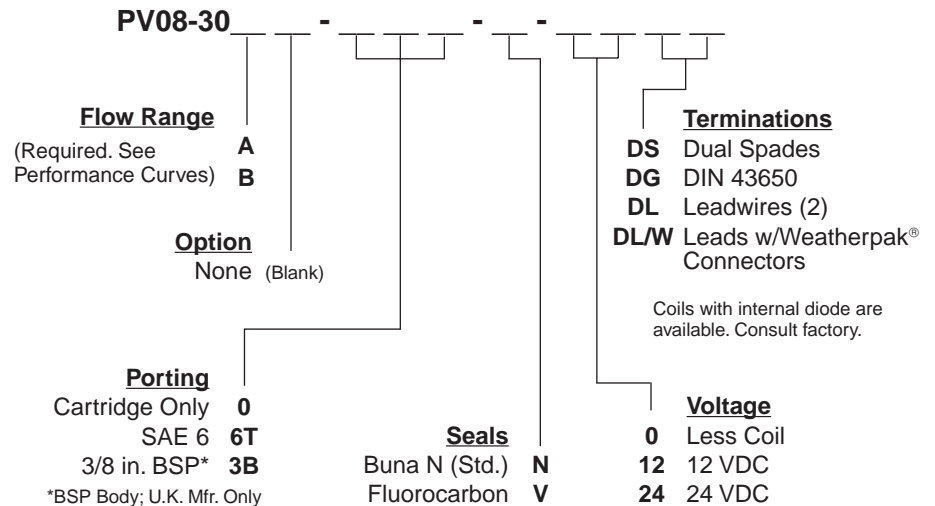 PV08-30__ __ - __ __ __ - __ - __ __ __ __
Flow Range
(Required. See
Performance Curves)
A
B
Option
None (Blank)
Porting
Cartridge Only 0
SAE 6 6T
3/8 in. BSP* 3B
*BSP Body; U.K. Mfr. Only
Seals
Buna N (Std.) N
Fluorocarbon V
Terminations
DS Dual Spades
DG DIN 43650
DL Leadwires (2)
DL/W Leads w/Weatherpak®
Connectors
Coils with internal diode are
available. Consult factory.
Voltage
0 Less Coil
12 12 VDC
24 24 VDC